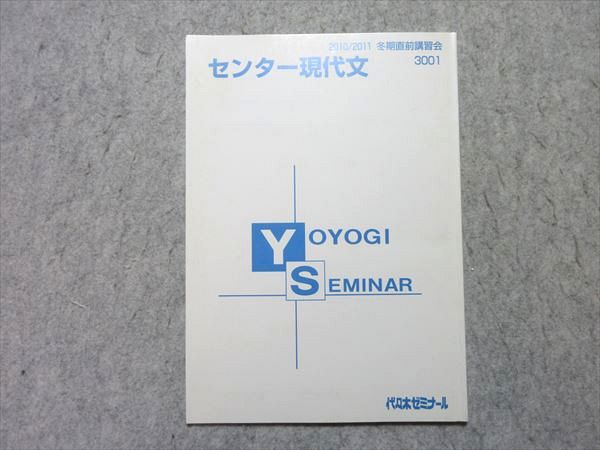 2010/2011 冬期直前講習会
センター現代文 3001
YOYOGI
SEMINAR
代々木ゼミナール